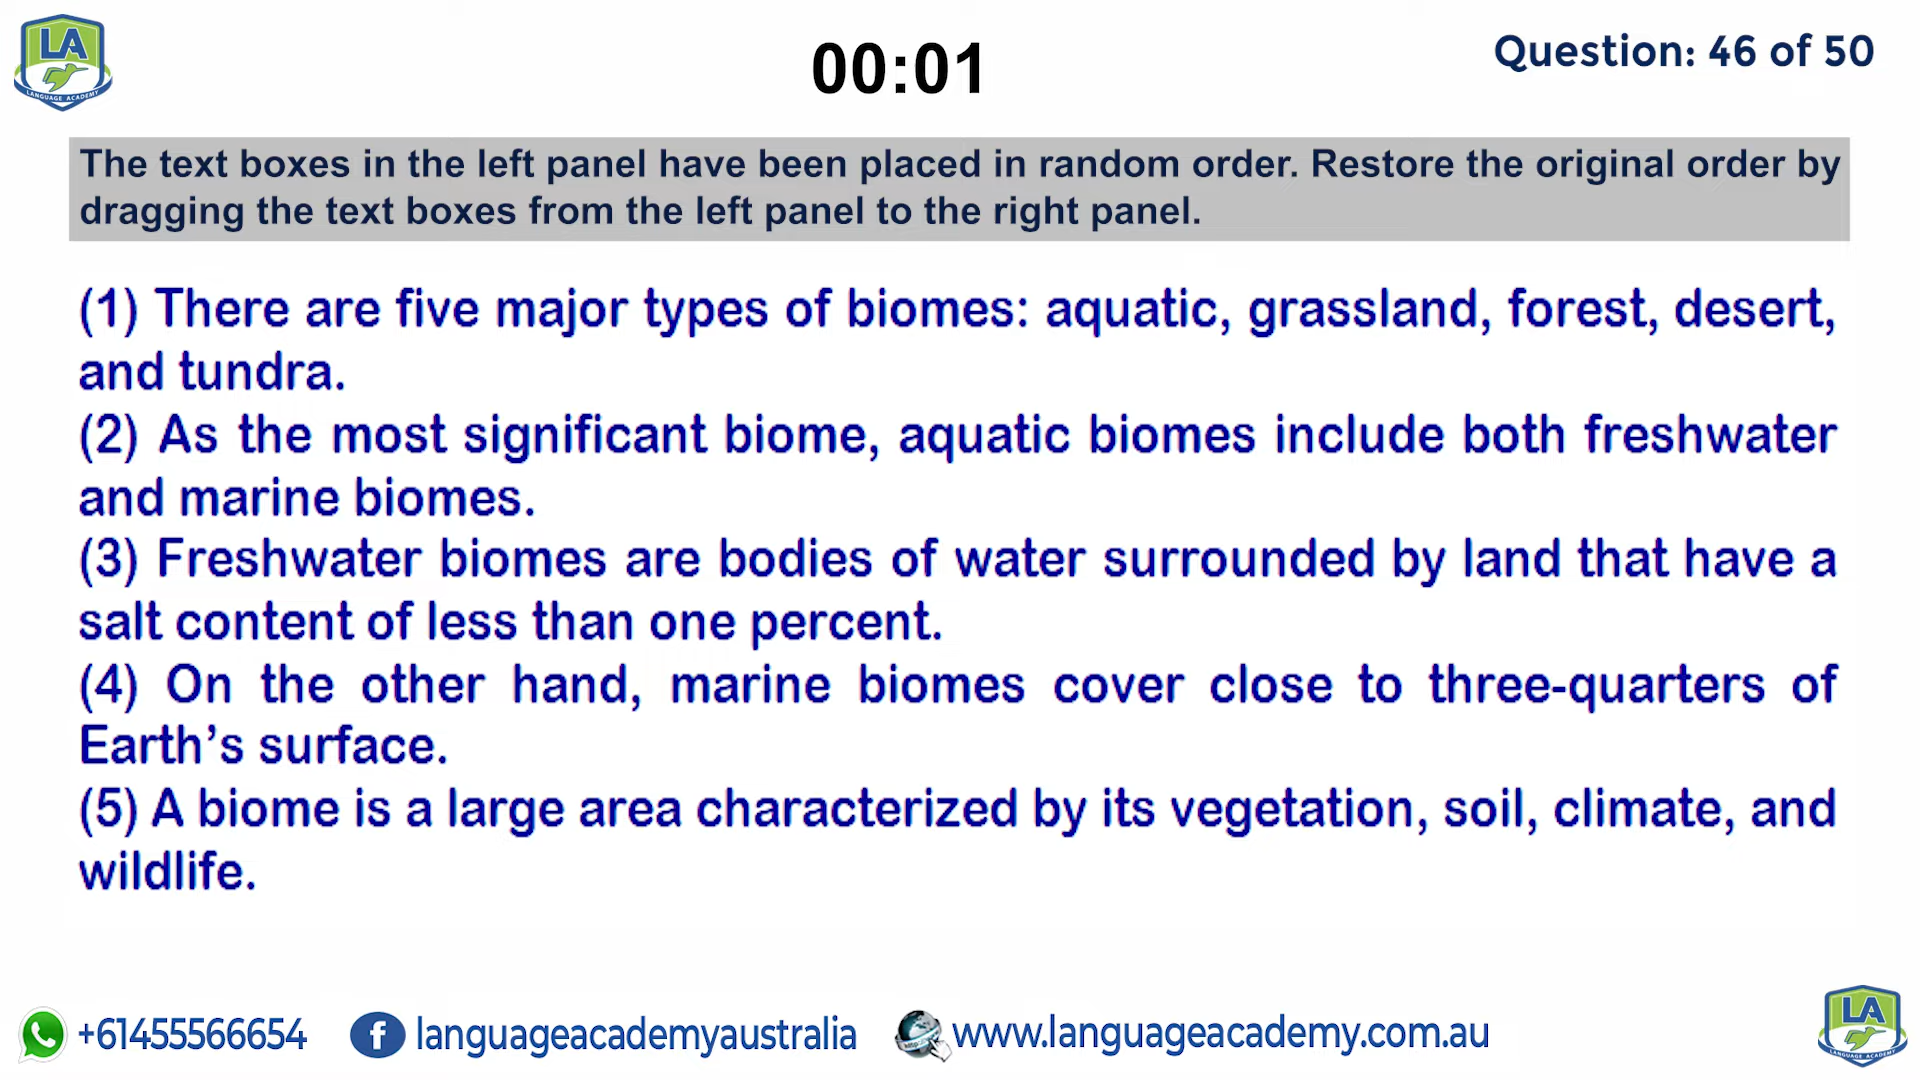 LA
LANGUAGE ACADEMY
00:01
Question: 46 of 50
The text boxes in the left panel have been placed in random order. Restore the original order by
dragging the text boxes from the left panel to the right panel.
(1) There are five major types of biomes: aquatic, grassland, forest, desert,
and tundra.
(2) As the most significant biome, aquatic biomes include both freshwater
and marine biomes.
(3) Freshwater biomes are bodies of water surrounded by land that have a
salt content of less than one percent.
(4) On the other hand, marine biomes cover close to three-quarters of
Earth’s surface.
(5) A biome is a large area characterized by its vegetation, soil, climate, and
wildlife.
+61455566654
f languageacademyaustralia
http://
www.languageacademy.com.au
LA
LANGUAGE ACADEMY